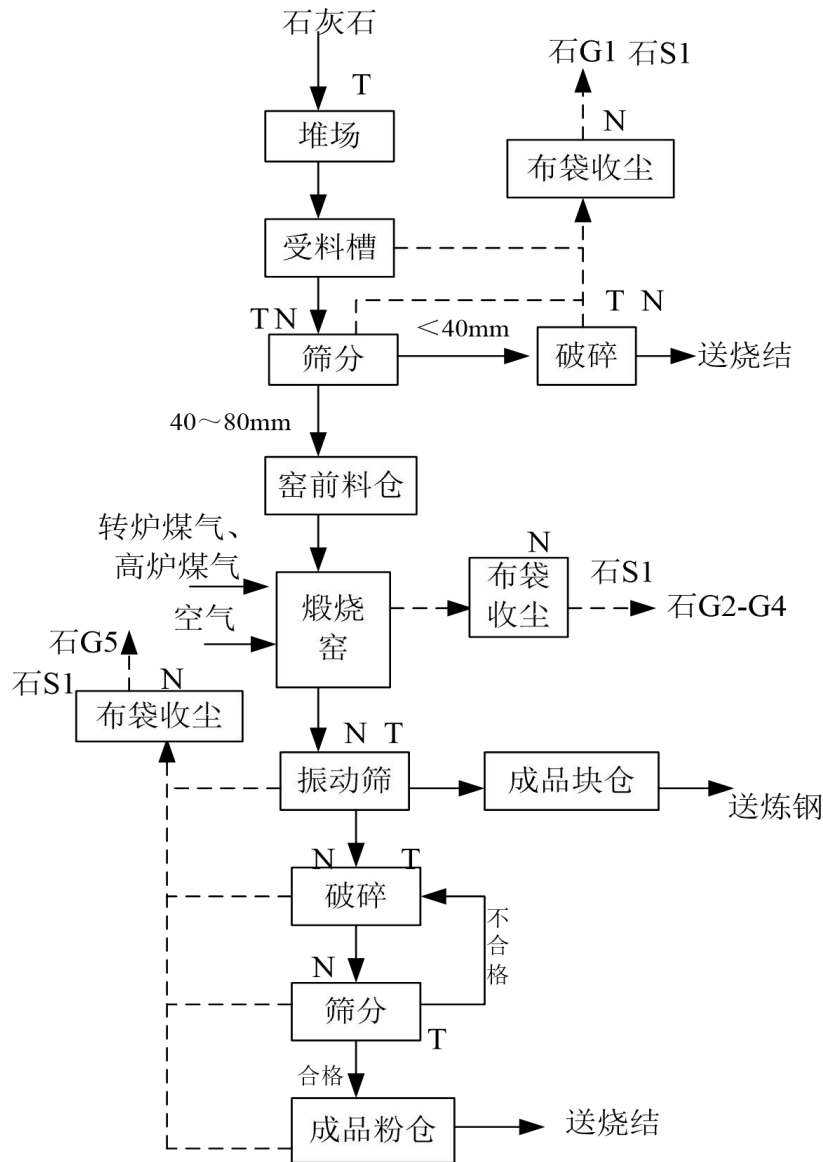 石灰石
石G1 石S1
T
N
堆场
布袋收尘
受料槽
T N
T N
<40mm
筛分
破碎
送烧结
40～80mm
窑前料仓
转炉煤气、
高炉煤气
空气
煅烧
窑
N
布袋
收尘
石S1
石G2-G4
石G5
石S1
N
布袋收尘
N T
振动筛
成品块仓
送炼钢
N
T
破碎
不
合
格
N
筛分
T
合格
成品粉仓
送烧结